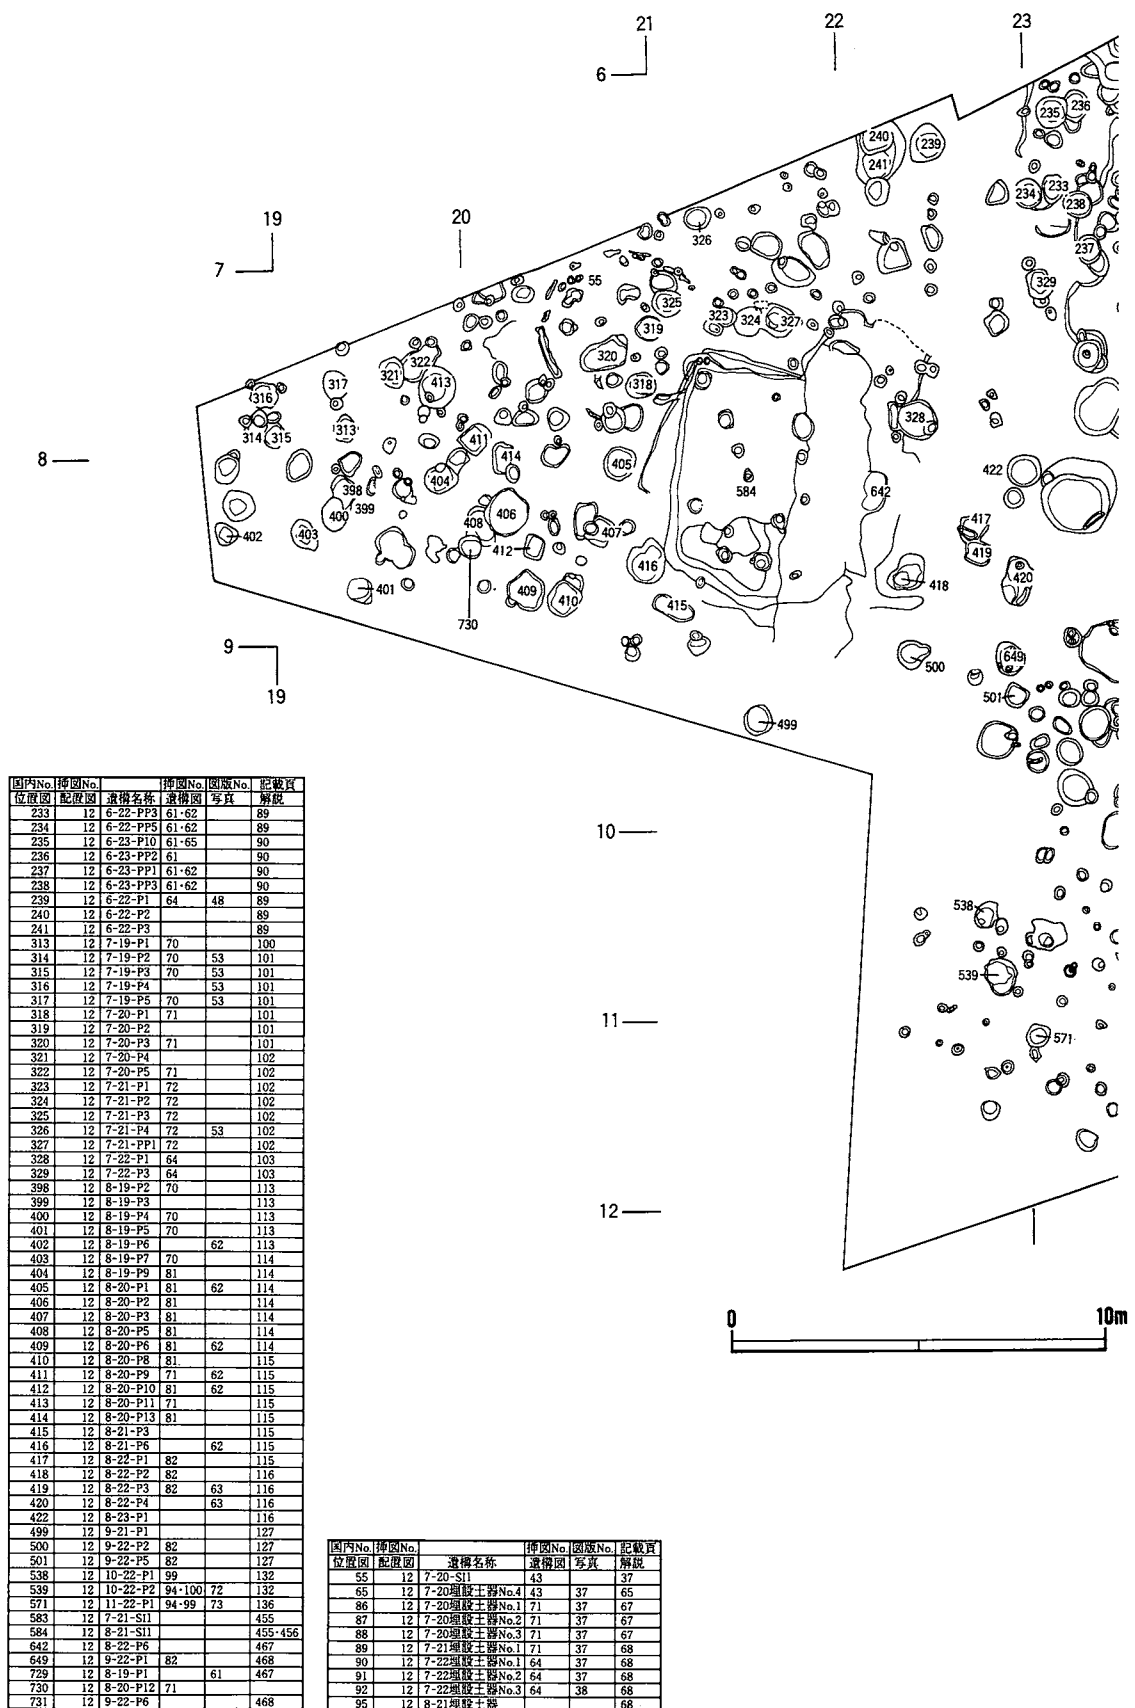 21
22
23
6
19
20
7
8
9
19
10
11
12
240
239
241
235
236
234
233
238
237
326
55
325
329
323
324
327
319
320
318
322
321
413
317
316
313
314
315
328
411
414
404
405
398
399
400
403
402
401
584
642
422
408
406
407
412
417
419
420
418
416
409
410
415
730
500
649
501
499
538
539
571
0 10m
国内No. 挿図No. 挿図No. 図版No. 記載頁
位置図 配置図 遺構名称 遺構図 写真 解説
233 12 6-22-PP3 61·62 89
234 12 6-22-PP5 61·62 89
235 12 6-23-P10 61·65 90
236 12 6-23-PP2 61 90
237 12 6-23-PP1 61·62 90
238 12 6-23-PP3 61·62 90
239 12 6-22-P1 64 48 89
240 12 6-22-P2 89
241 12 6-22-P3 89
313 12 7-19-P1 70 100
314 12 7-19-P2 70 53 101
315 12 7-19-P3 70 53 101
316 12 7-19-P4 53 101
317 12 7-19-P5 70 53 101
318 12 7-20-P1 71 101
319 12 7-20-P2 101
320 12 7-20-P3 71 101
321 12 7-20-P4 102
322 12 7-20-P5 71 102
323 12 7-21-P1 72 102
324 12 7-21-P2 72 102
325 12 7-21-P3 72 102
326 12 7-21-P4 72 53 102
327 12 7-21-PP1 72 102
328 12 7-22-P1 64 103
329 12 7-22-P3 64 103
398 12 8-19-P2 70 113
399 12 8-19-P3 113
400 12 8-19-P4 70 113
401 12 8-19-P5 70 113
402 12 8-19-P6 62 113
403 12 8-19-P7 70 114
404 12 8-19-P9 81 114
405 12 8-20-P1 81 62 114
406 12 8-20-P2 81 114
407 12 8-20-P3 81 114
408 12 8-20-P5 81 114
409 12 8-20-P6 81 62 114
410 12 8-20-P8 81 115
411 12 8-20-P9 71 62 115
412 12 8-20-P10 81 62 115
413 12 8-20-P11 71 115
414 12 8-20-P13 81 115
415 12 8-21-P3 115
416 12 8-21-P6 62 115
417 12 8-22-P1 82 115
418 12 8-22-P2 82 116
419 12 8-22-P3 82 63 116
420 12 8-22-P4 63 116
422 12 8-23-P1 116
499 12 9-21-P1 127
500 12 9-22-P2 82 127
501 12 9-22-P5 82 127
538 12 10-22-P1 99 132
539 12 10-22-P2 94·100 72 132
571 12 11-22-P1 94·99 73 136
583 12 7-21-SI1 455
584 12 8-21-SI1 455·456
642 12 8-22-P6 467
649 12 9-22-P1 82 468
729 12 8-19-P1 61 467
730 12 8-20-P12 71
731 12 9-22-P6 468
国内No. 挿図No. 挿図No. 図版No. 記載頁
位置図 配置図 遺構名称 遺構図 写真 解説
55 12 7-20-SI1 43 37
65 12 7-20埋設土器No.4 43 37 65
86 12 7-20埋設土器No.1 71 37 67
87 12 7-20埋設土器No.2 71 37 67
88 12 7-20埋設土器No.3 71 37 67
89 12 7-21埋設土器No.1 71 37 68
90 12 7-22埋設土器No.1 64 37 68
91 12 7-22埋設土器No.2 64 37 68
92 12 7-22埋設土器No.3 64 38 68
95 12 8-21埋設土器 68